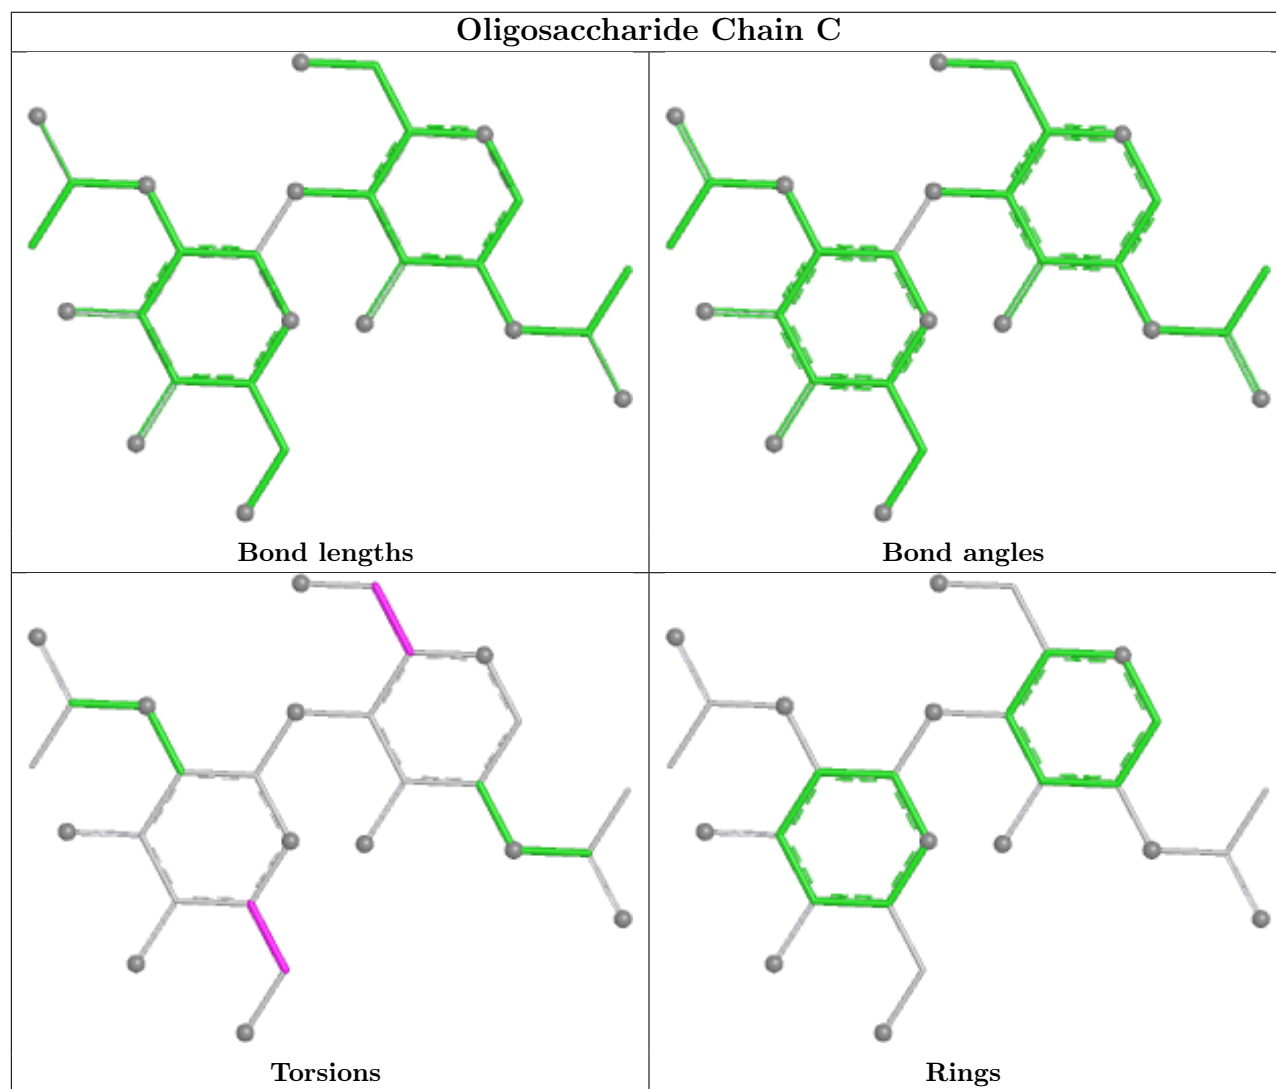 Oligosaccharide Chain C
Bond lengths
Bond angles
Torsions
Rings